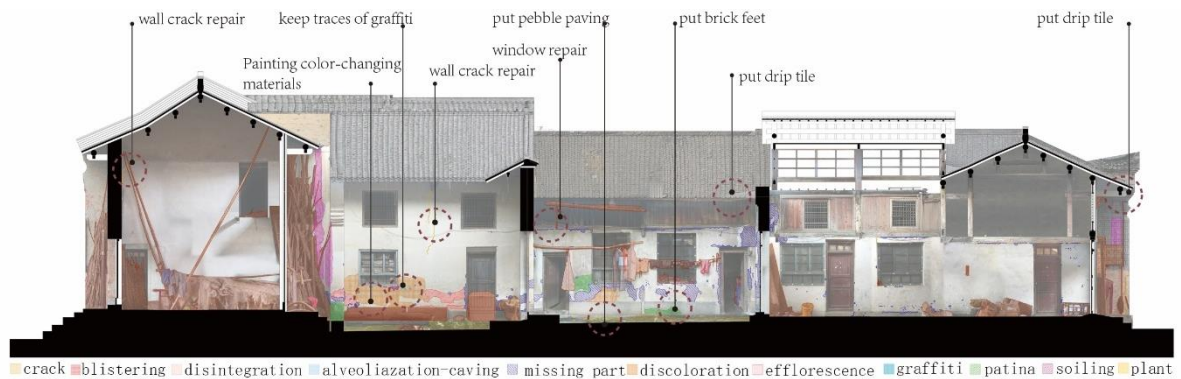 wall crack repair
keep traces of graffiti
put pebble paving
put brick feet
put drip tile
window repair
Painting color-changing
materials
wall crack repair
put drip tile
crack blistering disintegration alveoliazation-caving missing part discoloration efflorescence graffiti patina soiling plant